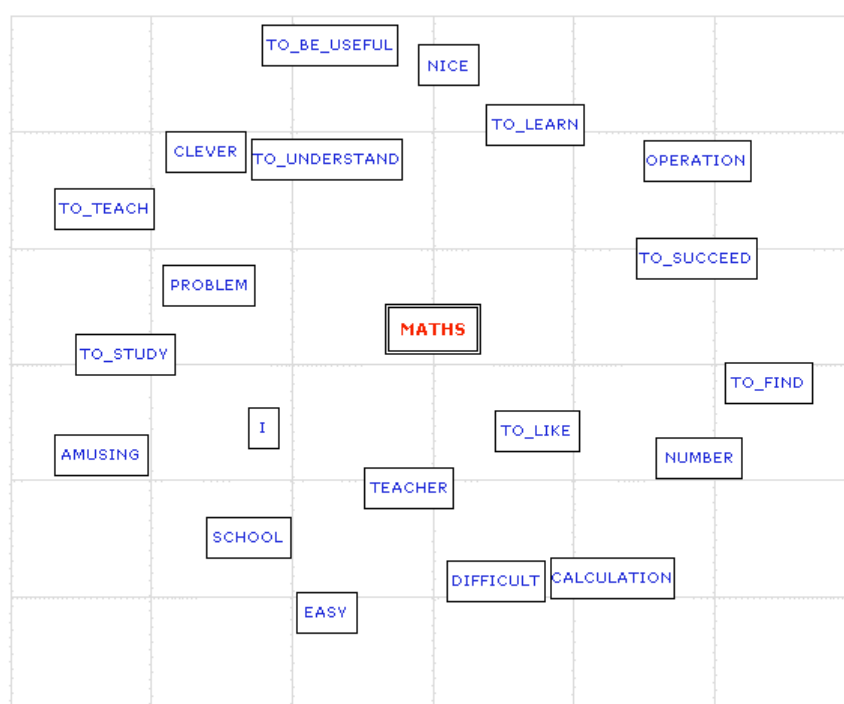 TO_BE_USEFUL
NICE
TO_LEARN
CLEVER
TO_UNDERSTAND
OPERATION
TO_TEACH
TO_SUCCEED
PROBLEM
MATHS
TO_STUDY
TO_FIND
I
TO_LIKE
AMUSING
NUMBER
TEACHER
SCHOOL
DIFFICULT
CALCULATION
EASY